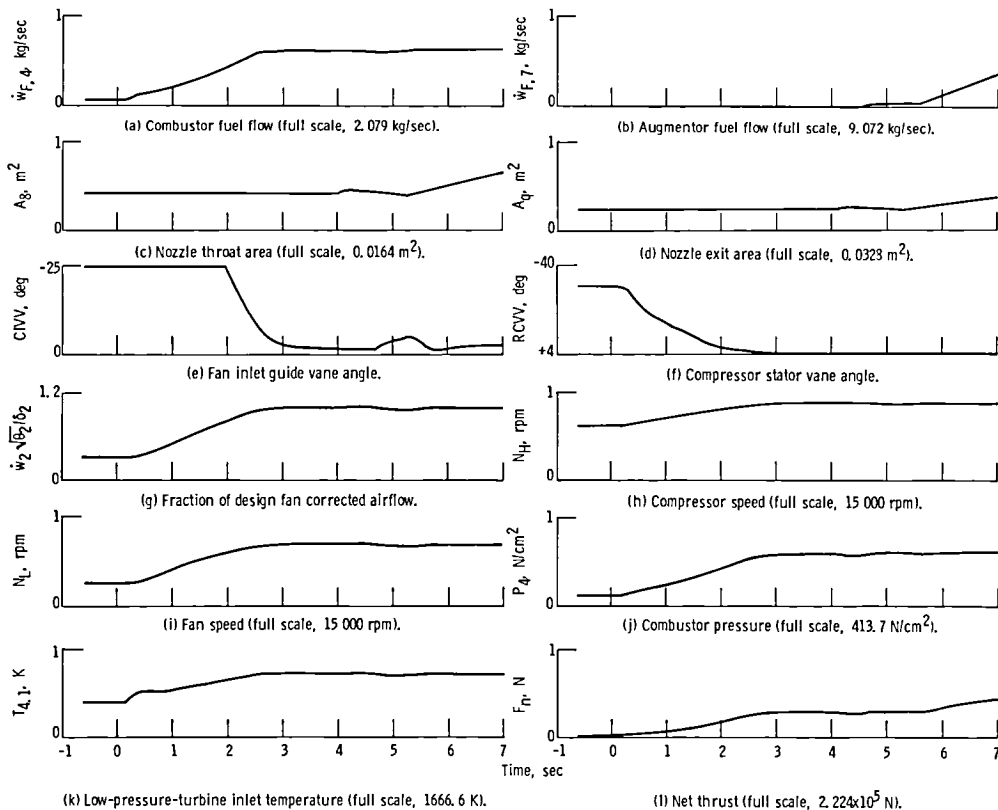 1
0
ẇF,4, kg/sec
(a) Combustor fuel flow (full scale, 2.079 kg/sec).
1
0
ẇF,7, kg/sec
(b) Augmentor fuel flow (full scale, 9.072 kg/sec).
1
0
A8, m²
(c) Nozzle throat area (full scale, 0.0164 m²).
1
0
Aq, m²
(d) Nozzle exit area (full scale, 0.0328 m²).
-25
0
CIVV, deg
(e) Fan inlet guide vane angle.
-40
+4
RCVV, deg
(f) Compressor stator vane angle.
1.2
0
ẇ2 √θ2/δ2
(g) Fraction of design fan corrected airflow.
1
0
NH, rpm
(h) Compressor speed (full scale, 15 000 rpm).
1
0
NL, rpm
(i) Fan speed (full scale, 15 000 rpm).
1
0
P4, N/cm²
(j) Combustor pressure (full scale, 413.7 N/cm²).
1
0
T4.1, K
-1 0 1 2 3 4 5 6 7
1
0
Fn, N
-1 0 1 2 3 4 5 6 7
Time, sec
(k) Low-pressure-turbine inlet temperature (full scale, 1666.6 K).
(l) Net thrust (full scale, 2.224x10⁵ N).